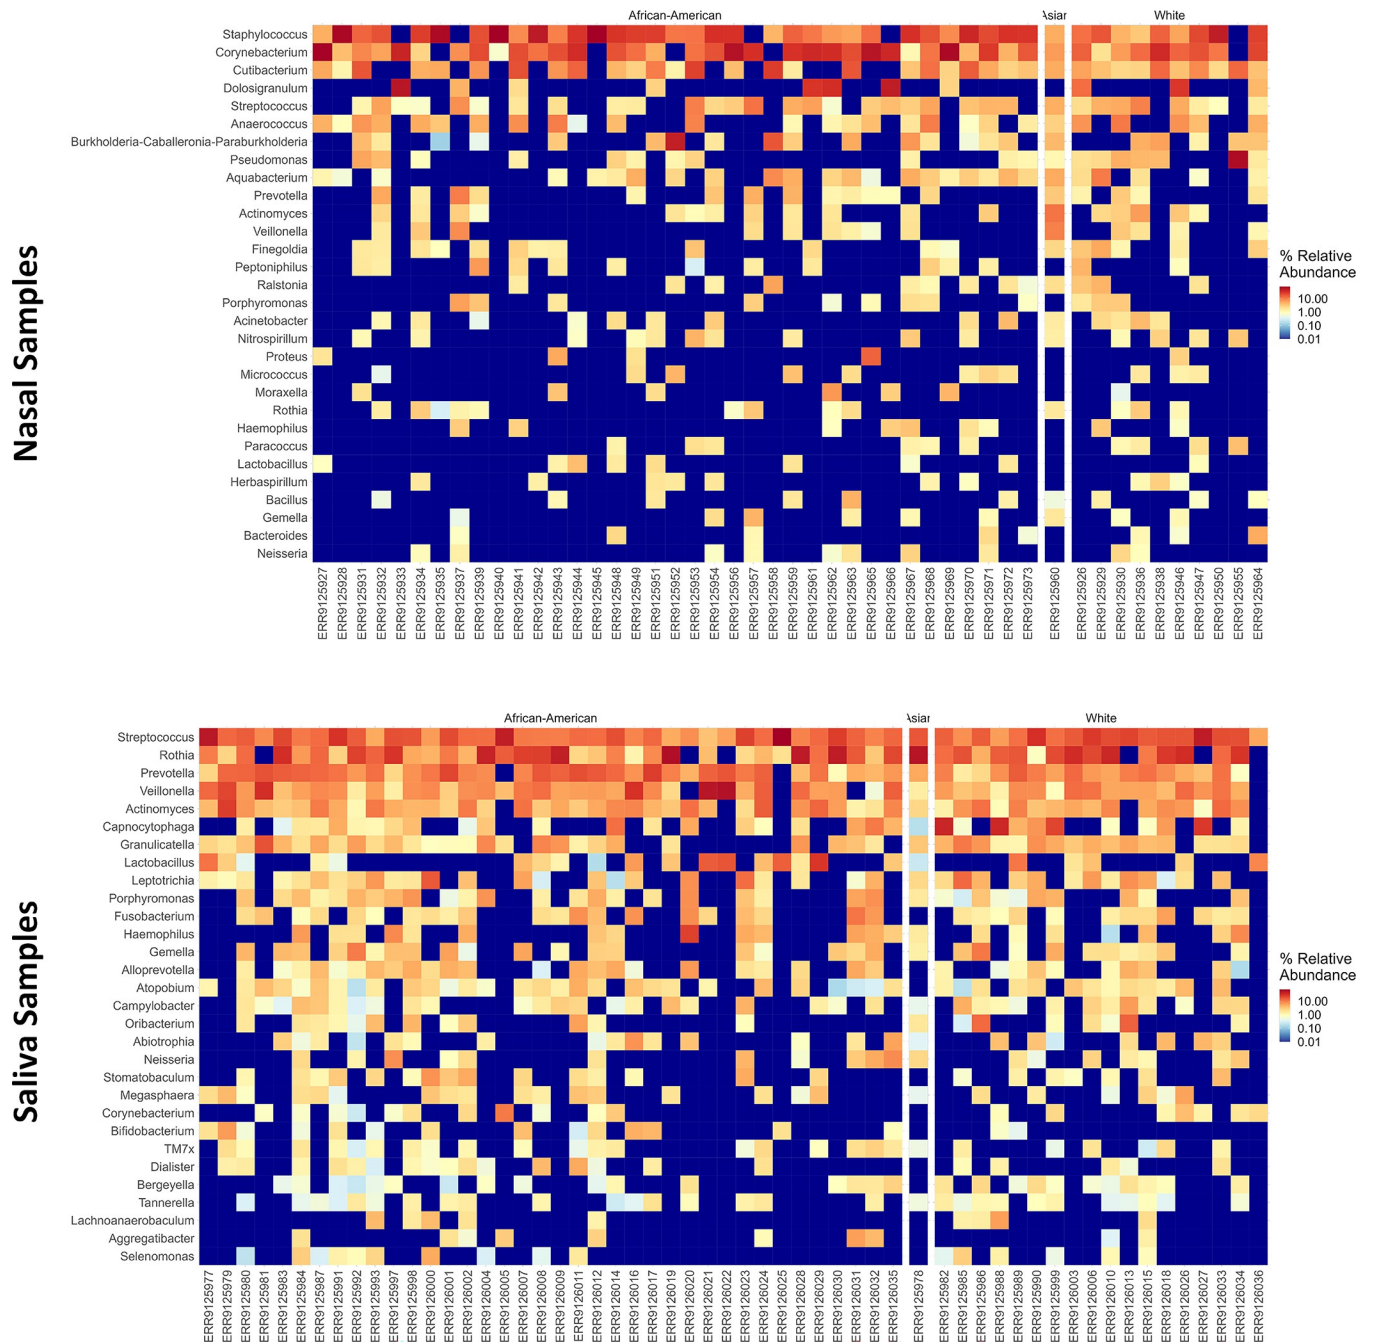 African-American Asian White
Nasal Samples
Staphylococcus
Corynebacterium
Cutibacterium
Dolosigranulum
Streptococcus
Anaerococcus
Burkholderia-Caballeronia-Paraburkholderia
Pseudomonas
Aquabacterium
Prevotella
Actinomyces
Veillonella
Finegoldia
Peptoniphilus
Ralstonia
Porphyromonas
Acinetobacter
Nitrospirillum
Proteus
Micrococcus
Moraxella
Rothia
Haemophilus
Paracoccus
Lactobacillus
Herbaspirillum
Bacillus
Gemella
Bacteroides
Neisseria
% Relative
Abundance
10.00
1.00
0.10
0.01
ERR9125927
ERR9125928
ERR9125931
ERR9125932
ERR9125933
ERR9125934
ERR9125935
ERR9125937
ERR9125939
ERR9125940
ERR9125941
ERR9125942
ERR9125943
ERR9125944
ERR9125945
ERR9125948
ERR9125949
ERR9125951
ERR9125952
ERR9125953
ERR9125954
ERR9125956
ERR9125957
ERR9125958
ERR9125959
ERR9125961
ERR9125962
ERR9125963
ERR9125965
ERR9125966
ERR9125967
ERR9125968
ERR9125969
ERR9125970
ERR9125971
ERR9125972
ERR9125973
ERR9125960
ERR9125926
ERR9125929
ERR9125930
ERR9125936
ERR9125938
ERR9125946
ERR9125947
ERR9125950
ERR9125955
ERR9125964
African-American Asian White
Saliva Samples
Streptococcus
Rothia
Prevotella
Veillonella
Actinomyces
Capnocytophaga
Granulicatella
Lactobacillus
Leptotrichia
Porphyromonas
Fusobacterium
Haemophilus
Gemella
Alloprevotella
Atopobium
Campylobacter
Oribacterium
Abiotrophia
Neisseria
Stomatobaculum
Megasphaera
Corynebacterium
Bifidobacterium
TM7x
Dialister
Bergeyella
Tannerella
Lachnoanaerobaculum
Aggregatibacter
Selenomonas
% Relative
Abundance
10.00
1.00
0.10
0.01
ERR9125977
ERR9125979
ERR9125980
ERR9125981
ERR9125983
ERR9125984
ERR9125987
ERR9125991
ERR9125992
ERR9125993
ERR9125997
ERR9125998
ERR9126000
ERR9126001
ERR9126002
ERR9126004
ERR9126005
ERR9126007
ERR9126008
ERR9126009
ERR9126011
ERR9126012
ERR9126014
ERR9126016
ERR9126017
ERR9126019
ERR9126020
ERR9126021
ERR9126022
ERR9126023
ERR9126024
ERR9126025
ERR9126028
ERR9126029
ERR9126030
ERR9126031
ERR9126032
ERR9126035
ERR9125978
ERR9125982
ERR9125985
ERR9125986
ERR9125988
ERR9125989
ERR9125990
ERR9125999
ERR9126003
ERR9126006
ERR9126010
ERR9126013
ERR9126015
ERR9126018
ERR9126026
ERR9126027
ERR9126033
ERR9126034
ERR9126036